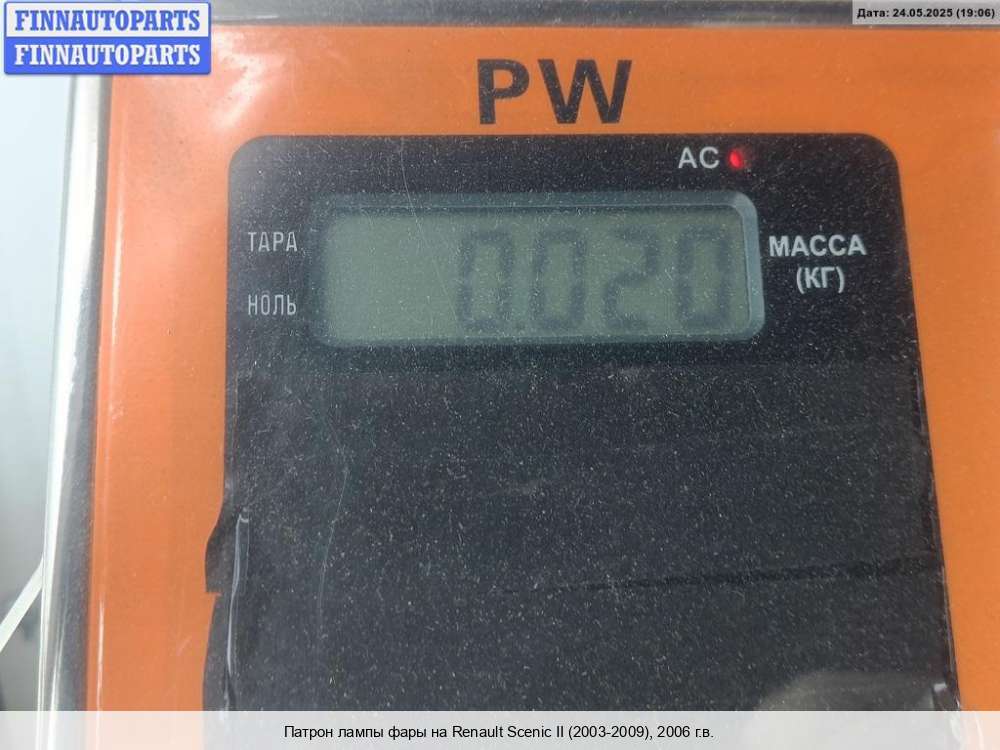 FINNAUTOPARTS
FINNAUTOPARTS
Дата: 24.05.2025 (19:06)
PW
AC
ТАРА
НОЛЬ
0.020
МАССА
(КГ)
Патрон лампы фары на Renault Scenic II (2003-2009), 2006 г.в.